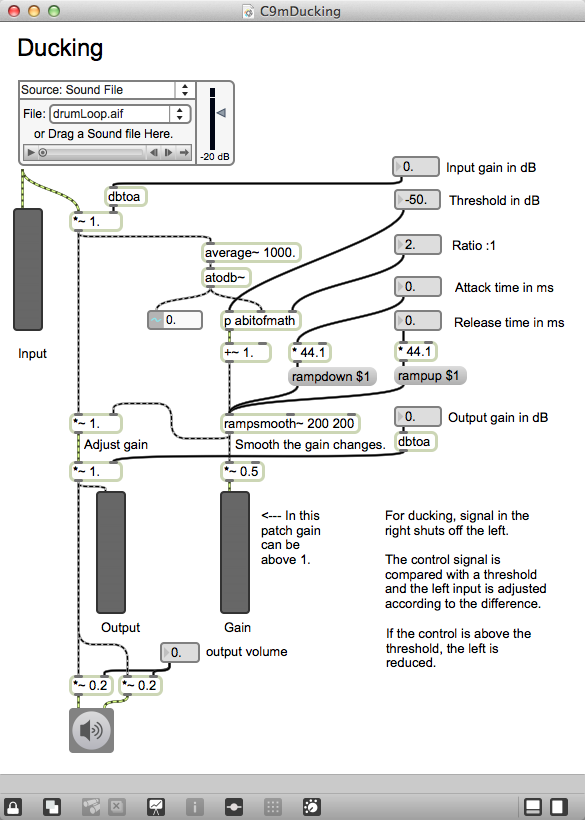 C9mDucking
Ducking
Source: Sound File
File: drumLoop.aif
or Drag a Sound file Here.
-20 dB
0. Input gain in dB
dbtoa
-50. Threshold in dB
*~ 1.
2. Ratio :1
average~ 1000.
atodb~
0. Attack time in ms
~ 0.
p abitofmath
0. Release time in ms
Input
+~ 1.
* 44.1
* 44.1
rampdown $1
rampup $1
*~ 1.
rampsmooth~ 200 200
0. Output gain in dB
Adjust gain
Smooth the gain changes.
dbtoa
*~ 1.
*~ 0.5
<--- In this
patch gain
can be
above 1.
For ducking, signal in the
right shuts off the left.
The control signal is
compared with a threshold
and the left input is adjusted
according to the difference.
If the control is above the
threshold, the left is
reduced.
Output
Gain
0. output volume
*~ 0.2
*~ 0.2